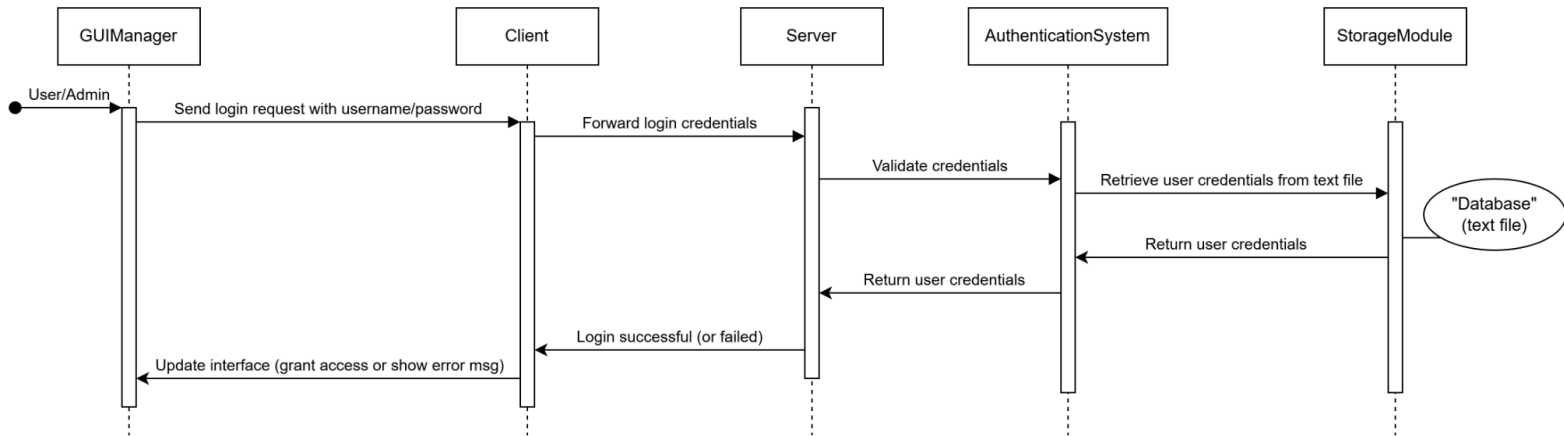 GUIManager
Client
Server
AuthenticationSystem
StorageModule
User/Admin
Send login request with username/password
Forward login credentials
Validate credentials
Retrieve user credentials from text file
"Database"
(text file)
Return user credentials
Return user credentials
Login successful (or failed)
Update interface (grant access or show error msg)